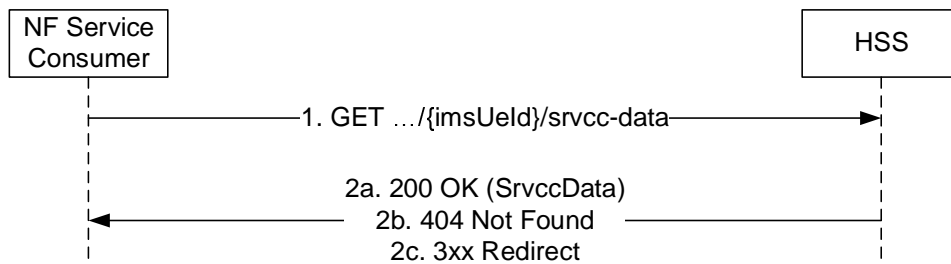 NF Service
Consumer
HSS
1. GET …/{imsUeId}/srvcc-data
2a. 200 OK (SrvccData)
2b. 404 Not Found
2c. 3xx Redirect